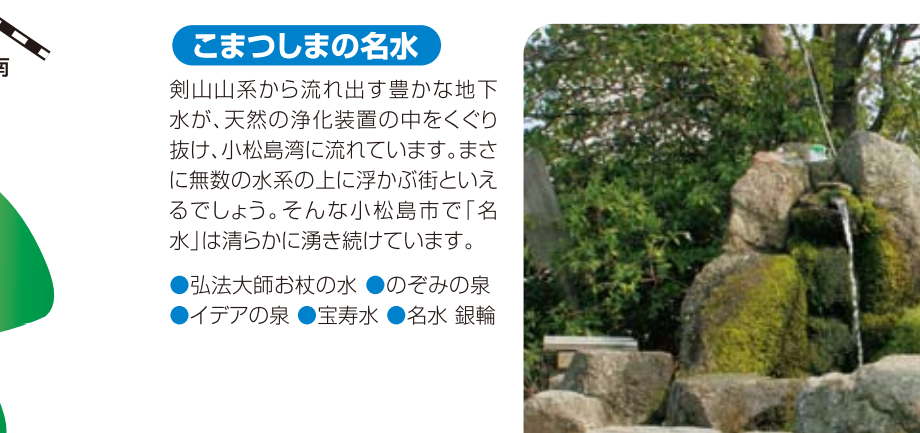 南
こまつしまの名水
剣山山系から流れ出す豊かな地下
水が、天然の浄化装置の中をくぐり
抜け、小松島湾に流れています。まさ
に無数の水系の上に浮かぶ街といえ
るでしょう。そんな小松島市で「名
水」は清らかに湧き続けています。
●弘法大師お杖の水 ●のぞみの泉
●イデアの泉 ●宝寿水 ●名水 銀輪